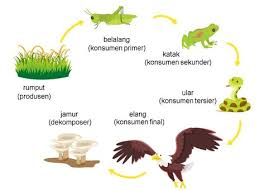 belalang
(konsumen primer)
katak
(konsumen sekunder)
ular
(konsumen tersier)
elang
(konsumen final)
jamur
(dekomposer)
rumput
(produsen)